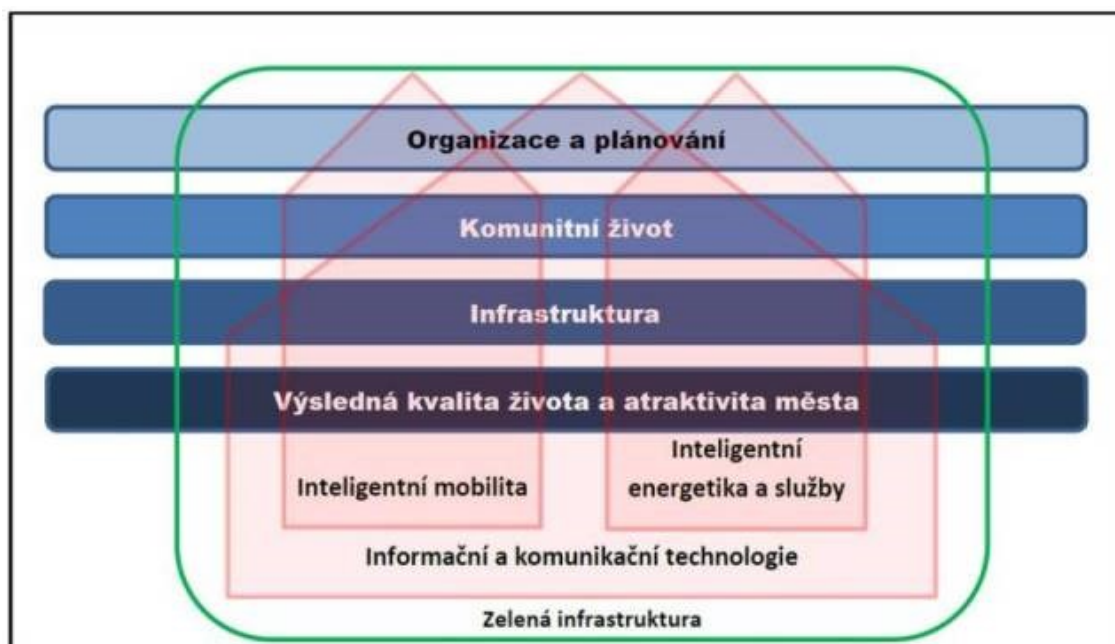 Organizace a plánování
Komunitní život
Infrastruktura
Výsledná kvalita života a atraktivita města
Inteligentní mobilita
Inteligentní
energetika a služby
Informační a komunikační technologie
Zelená infrastruktura